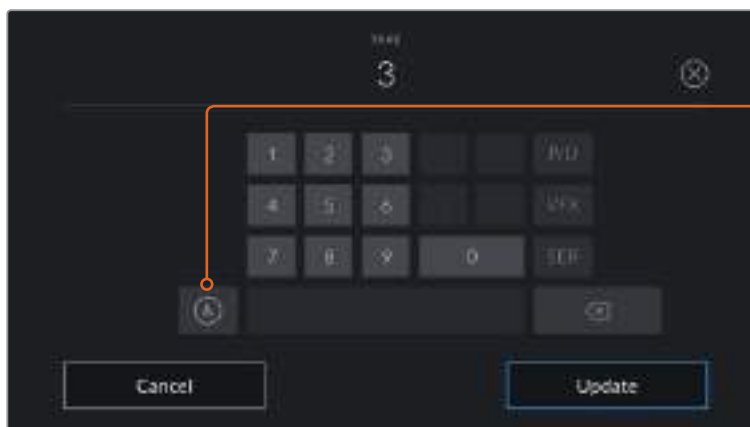 TAKE
3
1 2 3 P/U
4 5 6 VFX
7 8 9 0 SER
A
Cancel Update